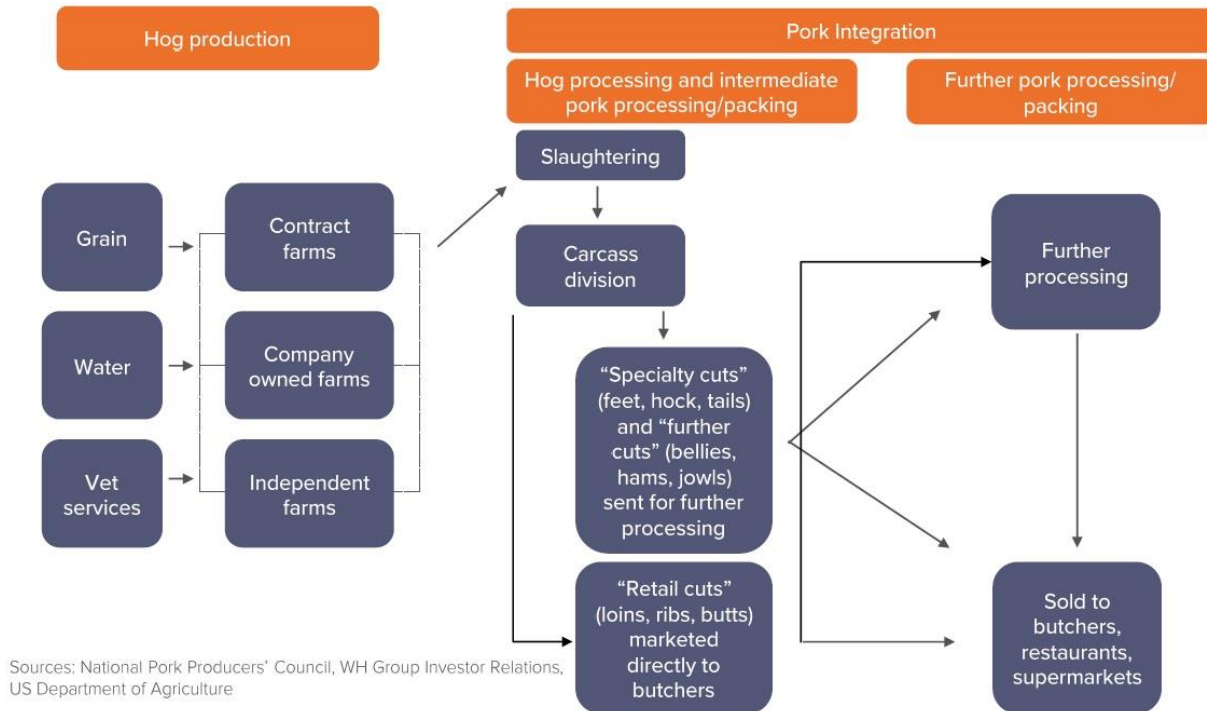 Hog production
Pork Integration
Hog processing and intermediate
pork processing/packing
Further pork processing/
packing
Slaughtering
Grain
Contract
farms
Carcass
division
Further
processing
Water
Company
owned farms
“Specialty cuts”
(feet, hock, tails)
and “further
cuts” (bellies,
hams, jowls)
sent for further
processing
Vet
services
Independent
farms
“Retail cuts”
(loins, ribs, butts)
marketed
directly to
butchers
Sold to
butchers,
restaurants,
supermarkets
Sources: National Pork Producers’ Council, WH Group Investor Relations,
US Department of Agriculture